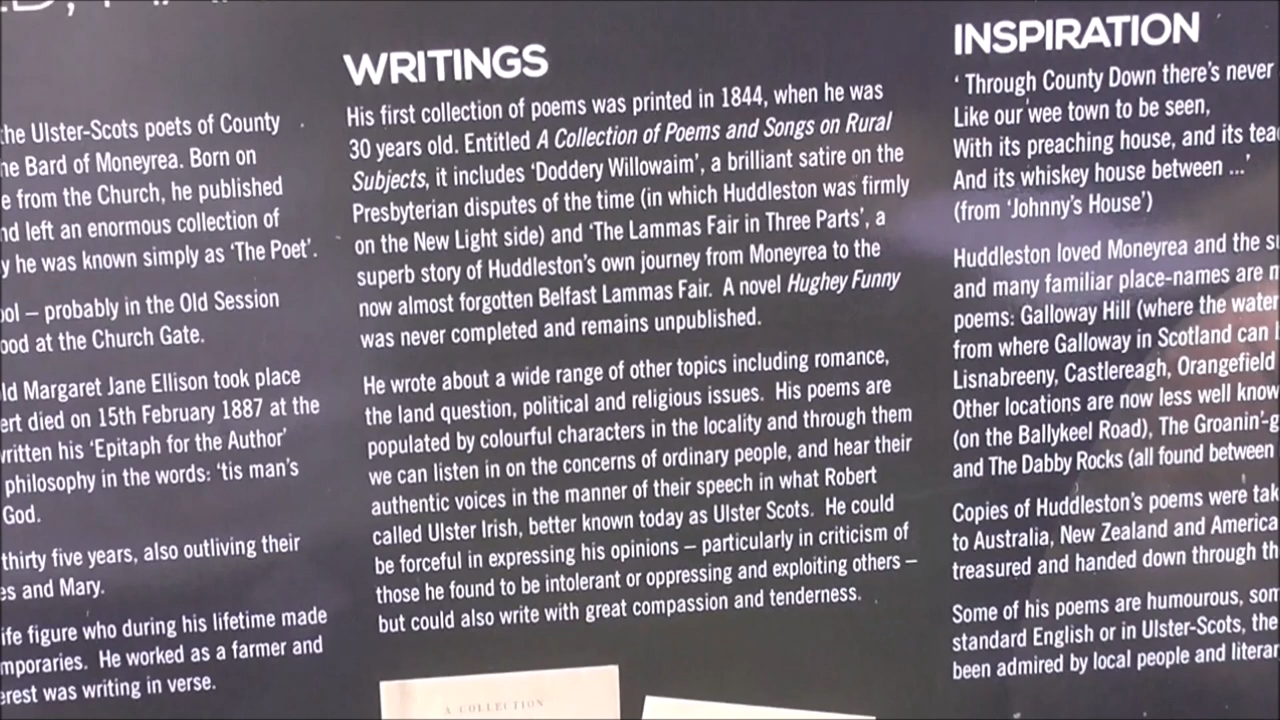 the Ulster-Scots poets of County
Bard of Moneyrea. Born on
from the Church, he published
left an enormous collection of
he was known simply as 'The Poet'.
– probably in the Old Session
at the Church Gate.
Margaret Jane Ellison took place
died on 15th February 1887 at the
his 'Epitaph for the Author'
philosophy in the words: 'tis man's
God.
thirty five years, also outliving their
and Mary.
figure who during his lifetime made
He worked as a farmer and
was writing in verse.
WRITINGS
His first collection of poems was printed in 1844, when he was
30 years old. Entitled A Collection of Poems and Songs on Rural
Subjects, it includes 'Doddery Willowaim', a brilliant satire on the
Presbyterian disputes of the time (in which Huddleston was firmly
on the New Light side) and 'The Lammas Fair in Three Parts', a
superb story of Huddleston's own journey from Moneyrea to the
now almost forgotten Belfast Lammas Fair. A novel Hughey Funny
was never completed and remains unpublished.
He wrote about a wide range of other topics including romance,
the land question, political and religious issues. His poems are
populated by colourful characters in the locality and through them
we can listen in on the concerns of ordinary people, and hear their
authentic voices in the manner of their speech in what Robert
called Ulster Irish, better known today as Ulster Scots. He could
be forceful in expressing his opinions – particularly in criticism of
those he found to be intolerant or oppressing and exploiting others –
but could also write with great compassion and tenderness.
A COLLECTION
INSPIRATION
' Through County Down there's never
Like our wee town to be seen,
With its preaching house, and its
And its whiskey house between ...'
(from 'Johnny's House')
Huddleston loved Moneyrea and the
and many familiar place-names are
poems: Galloway Hill (where the water
from where Galloway in Scotland can
Lisnabreeny, Castlereagh, Orangefield
Other locations are now less well
(on the Ballykeel Road), The
and The Dabby Rocks (all found between
Copies of Huddleston's poems were
to Australia, New Zealand and America
treasured and handed down through
Some of his poems are humourous,
standard English or in Ulster-Scots, the
been admired by local people and